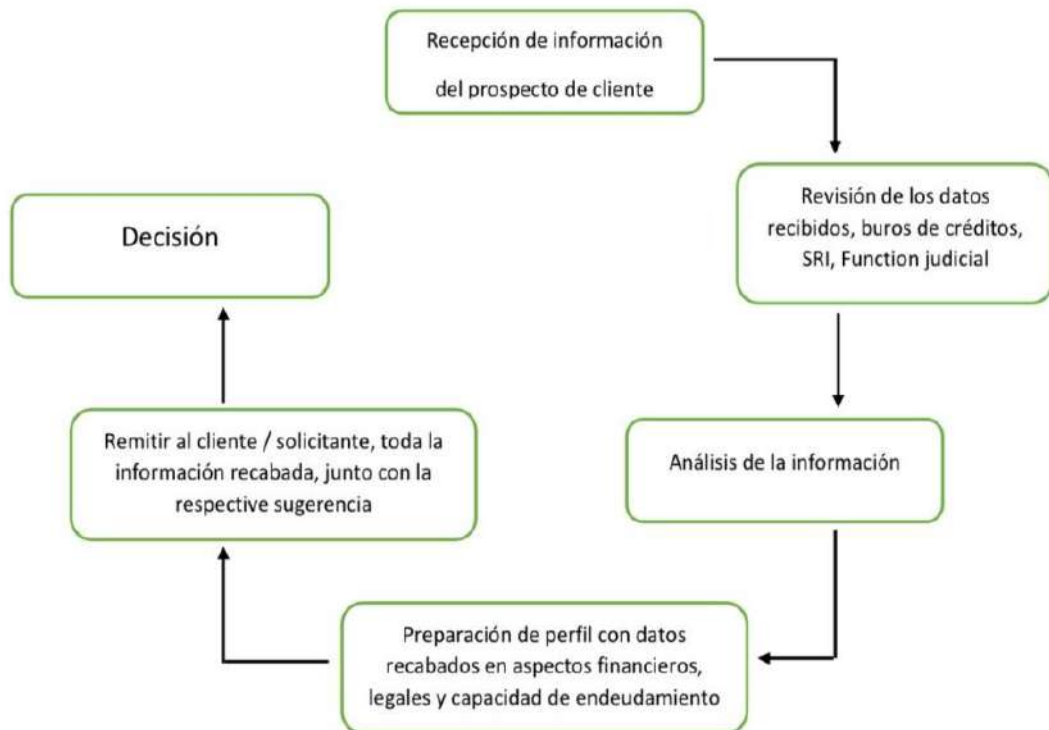 Recepción de información
del prospecto de cliente
Revisión de los datos
recibidos, buros de créditos,
SRI, Function judicial
Análisis de la información
Preparación de perfil con datos
recabados en aspectos financieros,
legales y capacidad de endeudamiento
Remitir al cliente / solicitante, toda la
información recabada, junto con la
respective sugerencia
Decisión